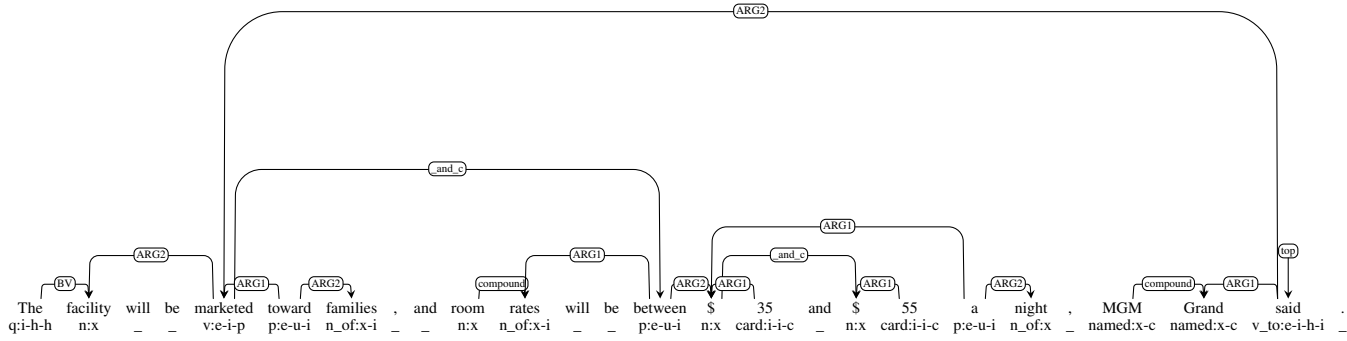 ARG2
_and_c
ARG1
ARG2 ARG1 _and_c top
BV ARG1 ARG2 compound ARG2 ARG1 ARG1 ARG2 compound ARG1
The facility will be marketed toward families , and room rates will be between $ 35 and $ 55 a night , MGM Grand said .
q:i-h-h n:x _ _ v:e-i-p p:e-u-i n_of:x-i _ _ n:x n_of:x-i _ _ p:e-u-i n:x card:i-i-c _ n:x card:i-i-c p:e-u-i n_of:x _ named:x-c named:x-c v_to:e-i-h-i _